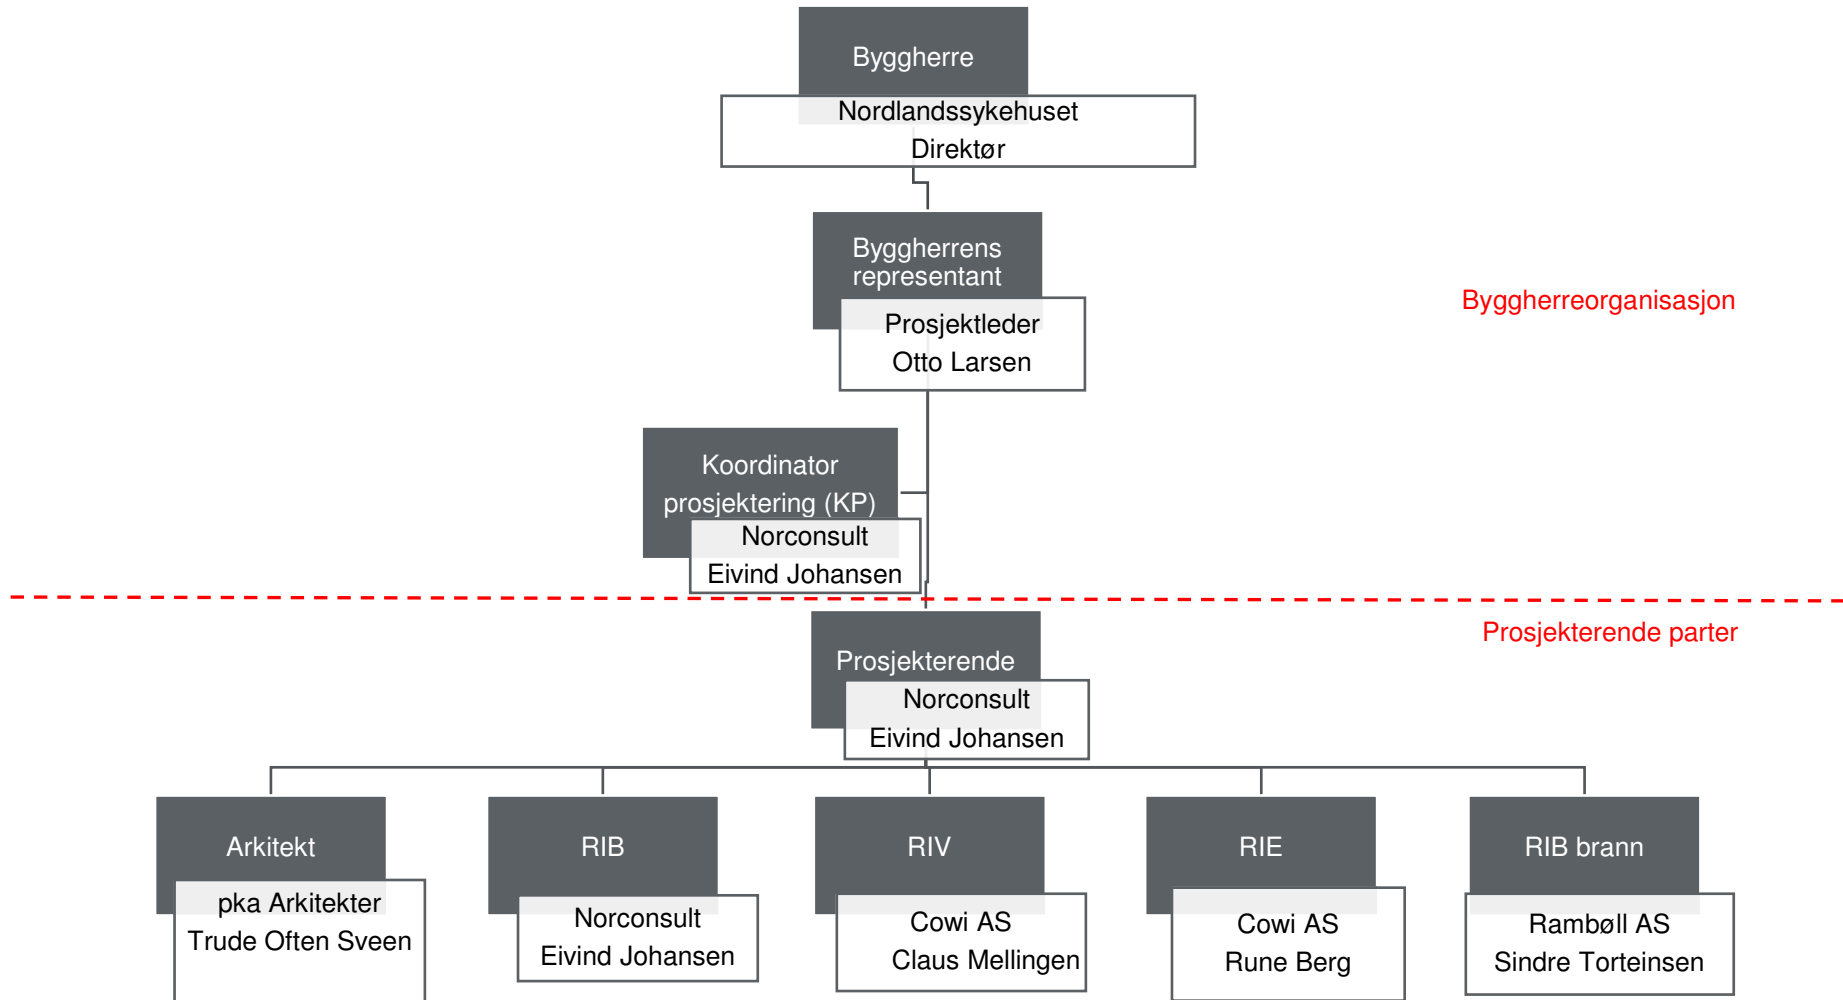 Byggherre
Nordlandssykehuset
Direktør
Byggherrens
representant
Prosjektleder
Otto Larsen
Byggherreorganisasjon
Koordinator
prosjektering (KP)
Norconsult
Eivind Johansen
Prosjekterende parter
Prosjekterende
Norconsult
Eivind Johansen
Arkitekt
pka Arkitekter
Trude Often Sveen
RIB
Norconsult
Eivind Johansen
RIV
Cowi AS
Claus Mellingen
RIE
Cowi AS
Rune Berg
RIB brann
Rambøll AS
Sindre Torteinsen